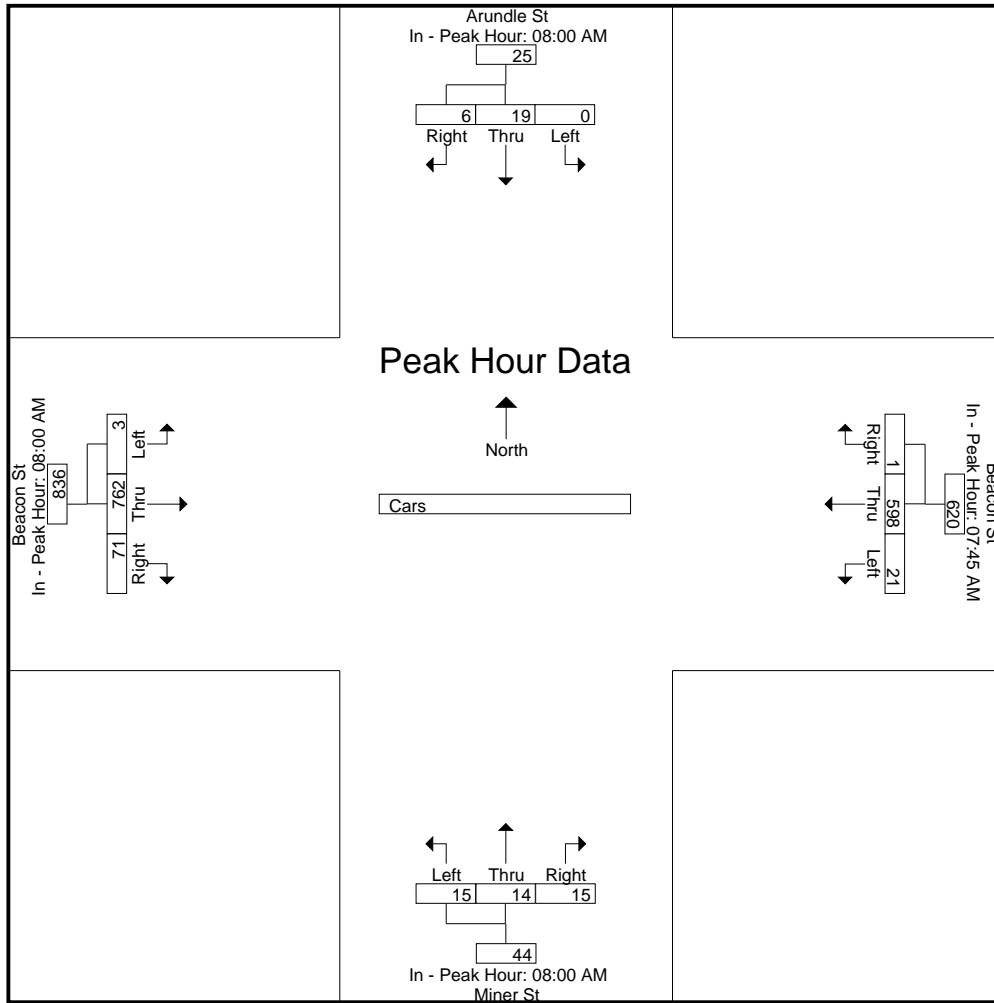 Arundle St
In - Peak Hour: 08:00 AM
25
6 19 0
Right Thru Left
Peak Hour Data
North
Cars
Beacon St
In - Peak Hour: 08:00 AM
836
3 762 71
Left Thru Right
Beacon St
In - Peak Hour: 07:45 AM
620
1 598 21
Right Thru Left
Left Thru Right
15 14 15
44
In - Peak Hour: 08:00 AM
Miner St